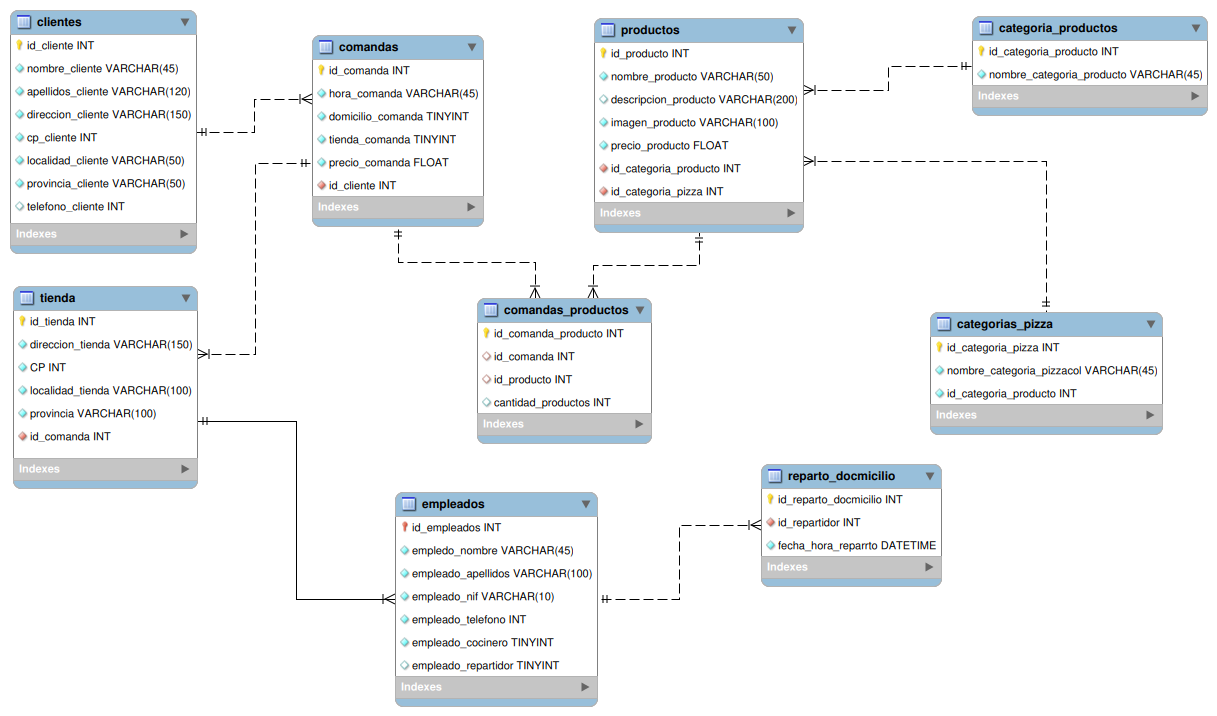 clientes
id_cliente INT
nombre_cliente VARCHAR(45)
apellidos_cliente VARCHAR(120)
direccion_cliente VARCHAR(150)
cp_cliente INT
localidad_cliente VARCHAR(50)
provincia_cliente VARCHAR(50)
telefono_cliente INT
Indexes
comandas
id_comanda INT
hora_comanda VARCHAR(45)
domicilio_comanda TINYINT
tienda_comanda TINYINT
precio_comanda FLOAT
id_cliente INT
Indexes
productos
id_producto INT
nombre_producto VARCHAR(50)
descripcion_producto VARCHAR(200)
imagen_producto VARCHAR(100)
precio_producto FLOAT
id_categoria_producto INT
id_categoria_pizza INT
Indexes
categoria_productos
id_categoria_producto INT
nombre_categoria_producto VARCHAR(45)
Indexes
tienda
id_tienda INT
direccion_tienda VARCHAR(150)
CP INT
localidad_tienda VARCHAR(100)
provincia VARCHAR(100)
id_comanda INT
Indexes
comandas_productos
id_comanda_producto INT
id_comanda INT
id_producto INT
cantidad_productos INT
Indexes
categorias_pizza
id_categoria_pizza INT
nombre_categoria_pizzacol VARCHAR(45)
id_categoria_producto INT
Indexes
empleados
id_empleados INT
empledo_nombre VARCHAR(45)
empleado_apellidos VARCHAR(100)
empleado_nif VARCHAR(10)
empleado_telefono INT
empleado_cocinero TINYINT
empleado_repartidor TINYINT
Indexes
reparto_docmicilio
id_reparto_docmicilio INT
id_repartidor INT
fecha_hora_reparrto DATETIME
Indexes